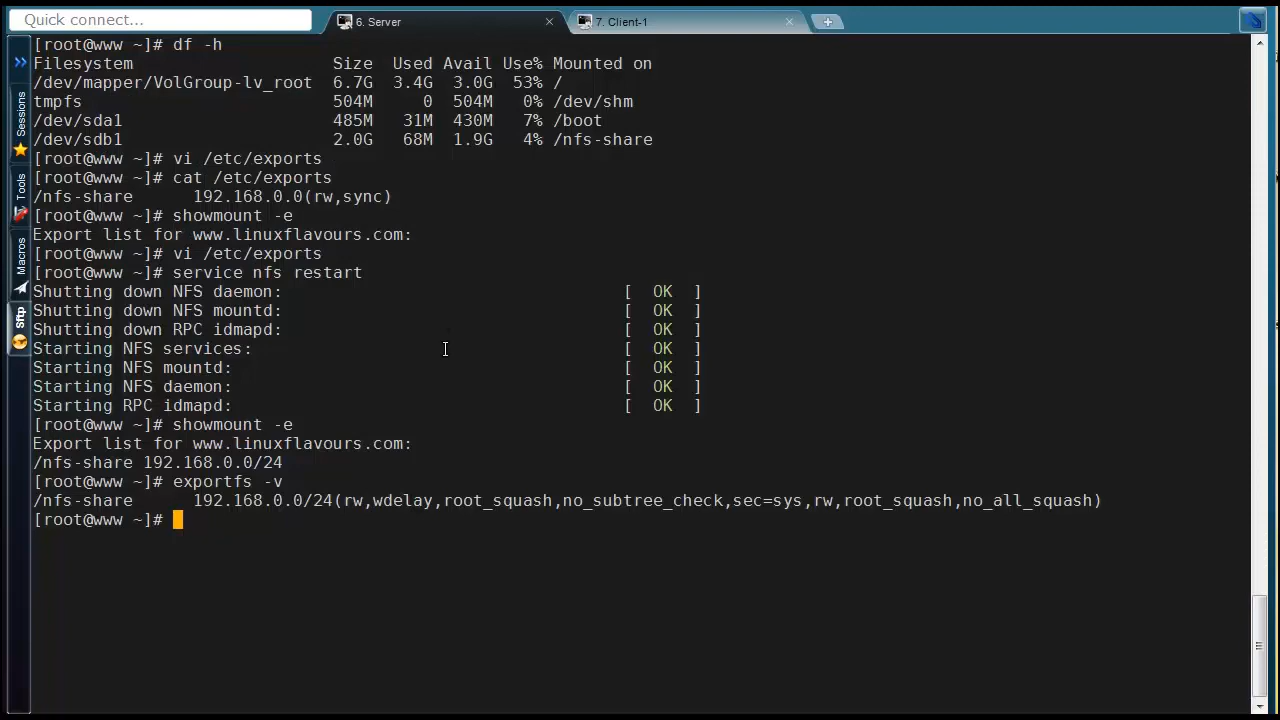 Quick connect...
6. Server
7. Client-1
Sessions
Tools
Macros
Sftp
[root@www ~]# df -h
Filesystem Size Used Avail Use% Mounted on
/dev/mapper/VolGroup-lv_root 6.7G 3.4G 3.0G 53% /
tmpfs 504M 0 504M 0% /dev/shm
/dev/sda1 485M 31M 430M 7% /boot
/dev/sdb1 2.0G 68M 1.9G 4% /nfs-share
[root@www ~]# vi /etc/exports
[root@www ~]# cat /etc/exports
/nfs-share 192.168.0.0(rw,sync)
[root@www ~]# showmount -e
Export list for www.linuxflavours.com:
[root@www ~]# vi /etc/exports
[root@www ~]# service nfs restart
Shutting down NFS daemon: [ OK ]
Shutting down NFS mountd: [ OK ]
Shutting down RPC idmapd: [ OK ]
Starting NFS services: [ OK ]
Starting NFS mountd: [ OK ]
Starting NFS daemon: [ OK ]
Starting RPC idmapd: [ OK ]
[root@www ~]# showmount -e
Export list for www.linuxflavours.com:
/nfs-share 192.168.0.0/24
[root@www ~]# exportfs -v
/nfs-share 192.168.0.0/24(rw,wdelay,root_squash,no_subtree_check,sec=sys,rw,root_squash,no_all_squash)
[root@www ~]#